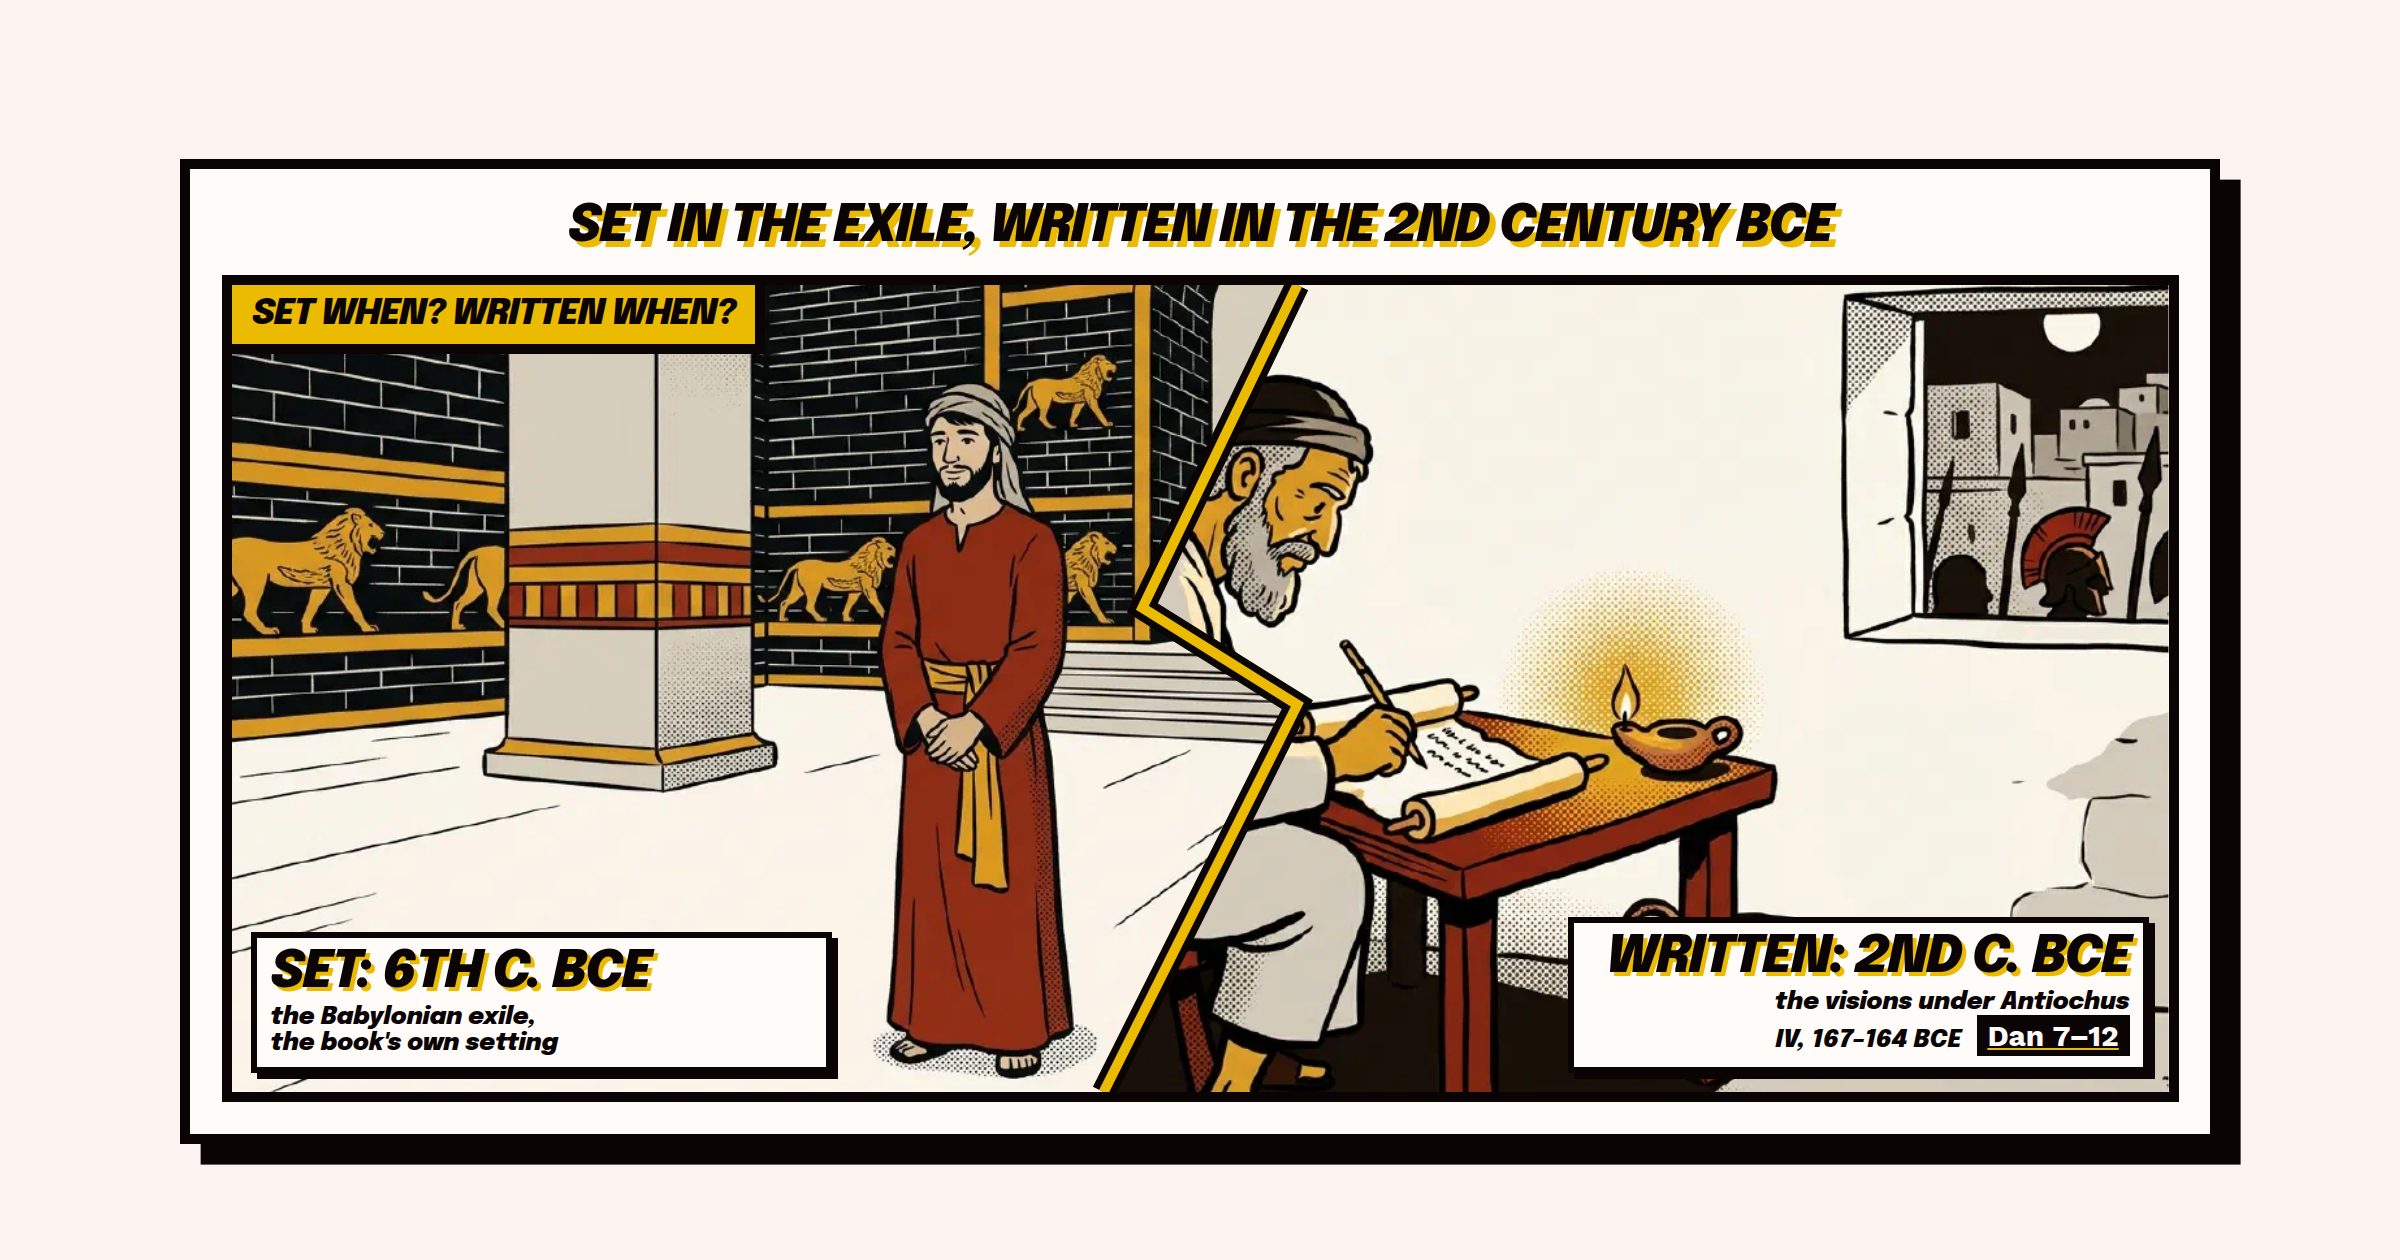 SET IN THE EXILE, WRITTEN IN THE 2ND CENTURY BCE
SET WHEN? WRITTEN WHEN?
SET: 6TH C. BCE
the Babylonian exile,
the book's own setting
WRITTEN: 2ND C. BCE
the visions under Antiochus
IV, 167–164 BCE Dan 7–12